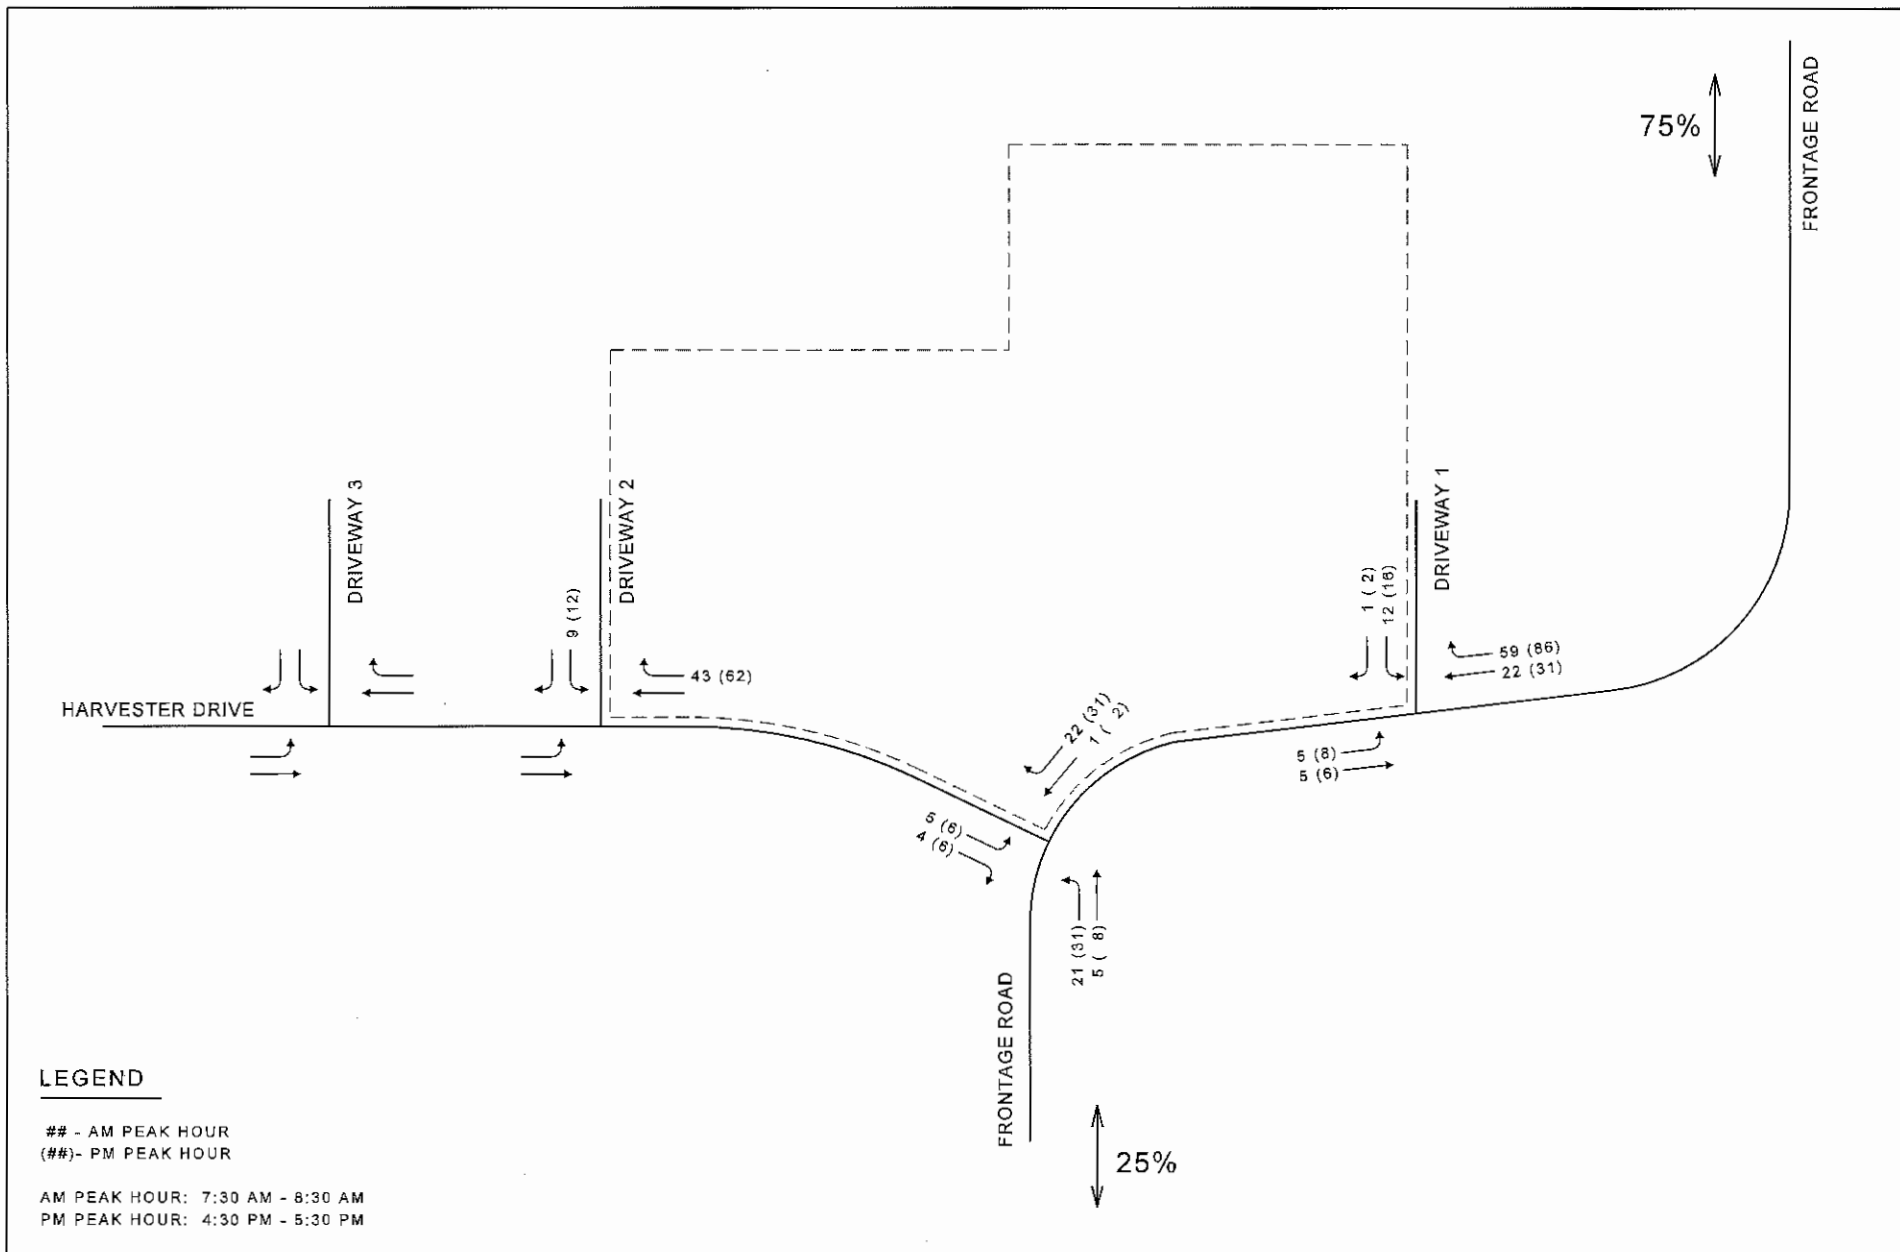 75%
FRONTAGE ROAD
DRIVEWAY 3
DRIVEWAY 2
DRIVEWAY 1
9 (12)
1 ( 2)
12 (18)
43 (62)
59 (86)
22 (31)
HARVESTER DRIVE
22 (31)
1 ( 2)
5 (8)
5 (6)
5 (6)
4 (6)
21 (31)
5 ( 8)
FRONTAGE ROAD
25%
LEGEND
## - AM PEAK HOUR
(##)- PM PEAK HOUR
AM PEAK HOUR: 7:30 AM - 8:30 AM
PM PEAK HOUR: 4:30 PM - 5:30 PM